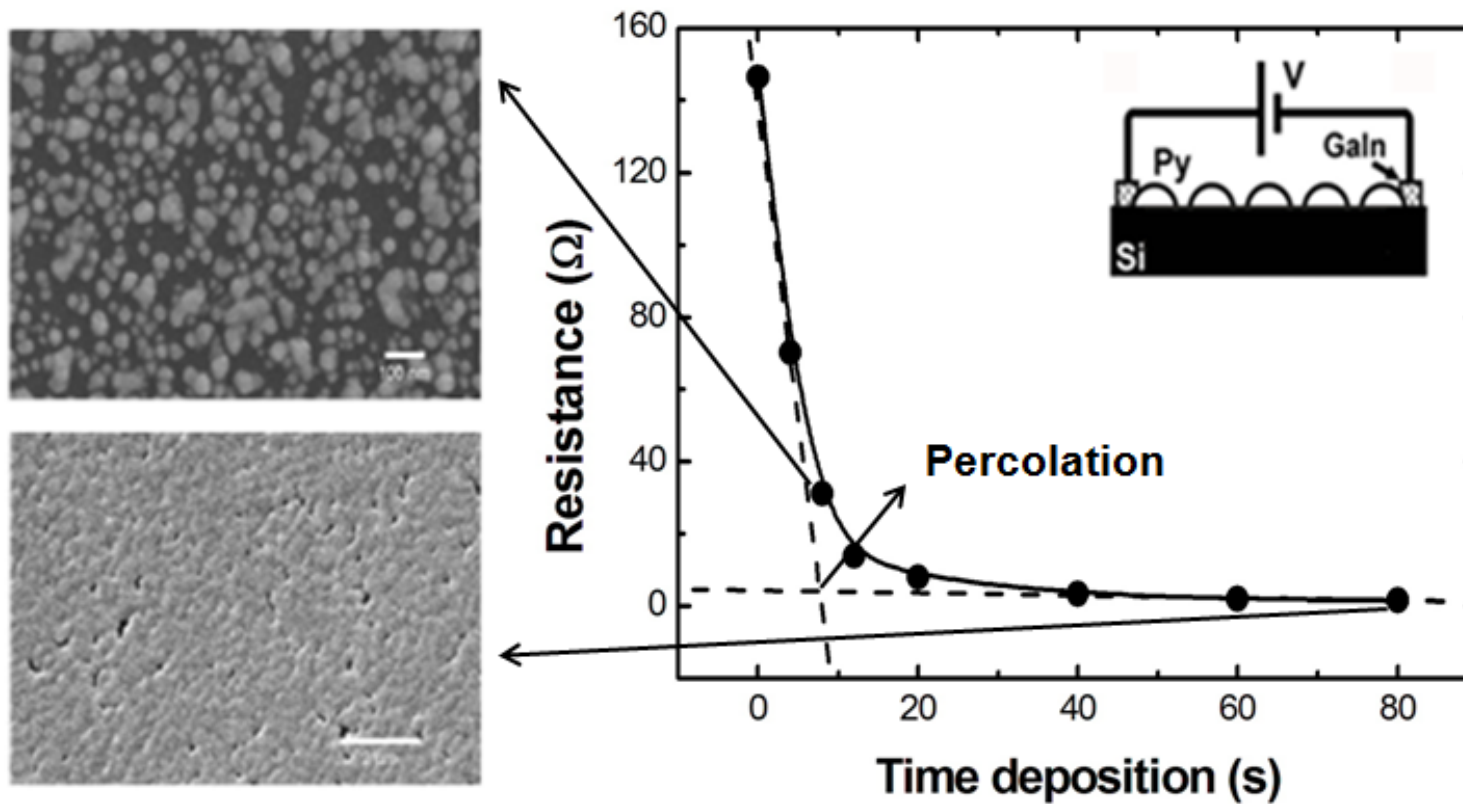 100 nm
160
120
80
40
0
Resistance (Ω)
V
GaIn
Py
Si
Percolation
0
20
40
60
80
Time deposition (s)